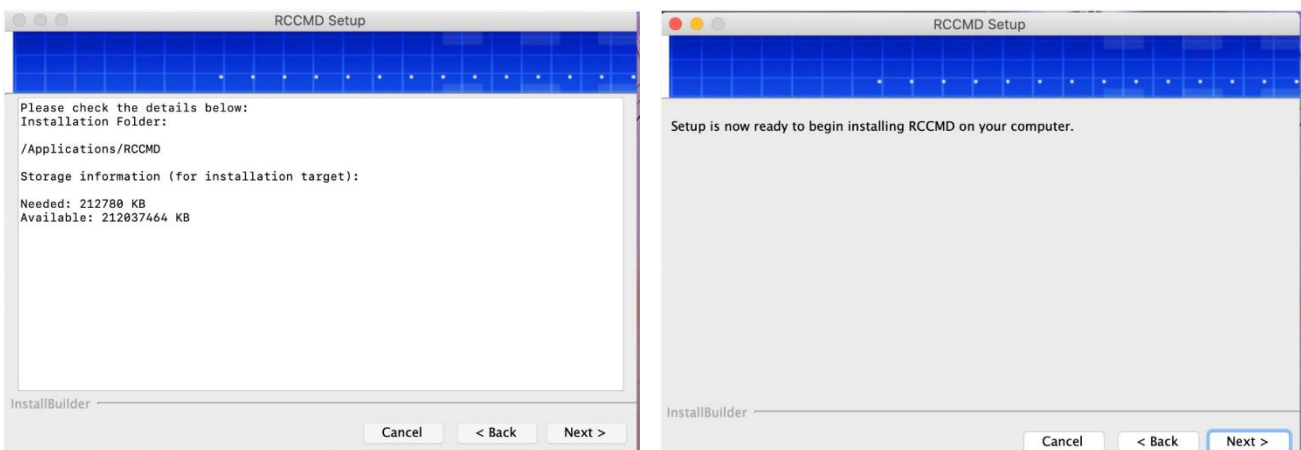 RCCMD Setup
Please check the details below:
Installation Folder:
/Applications/RCCMD
Storage information (for installation target):
Needed: 212780 KB
Available: 212037464 KB
InstallBuilder
Cancel
< Back
Next >
RCCMD Setup
Setup is now ready to begin installing RCCMD on your computer.
InstallBuilder
Cancel
< Back
Next >